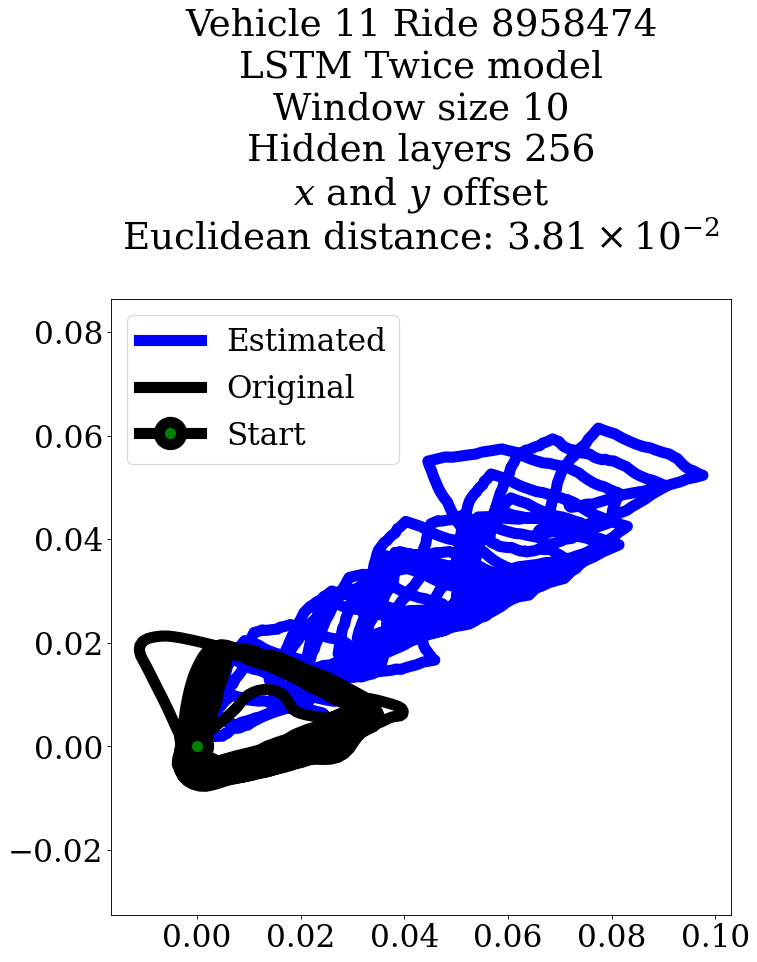 Vehicle 11 Ride 8958474
LSTM Twice model
Window size 10
Hidden layers 256
x and y offset
Euclidean distance: 3.81 × 10⁻²
Estimated
Original
Start
0.08
0.06
0.04
0.02
0.00
−0.02
0.00 0.02 0.04 0.06 0.08 0.10